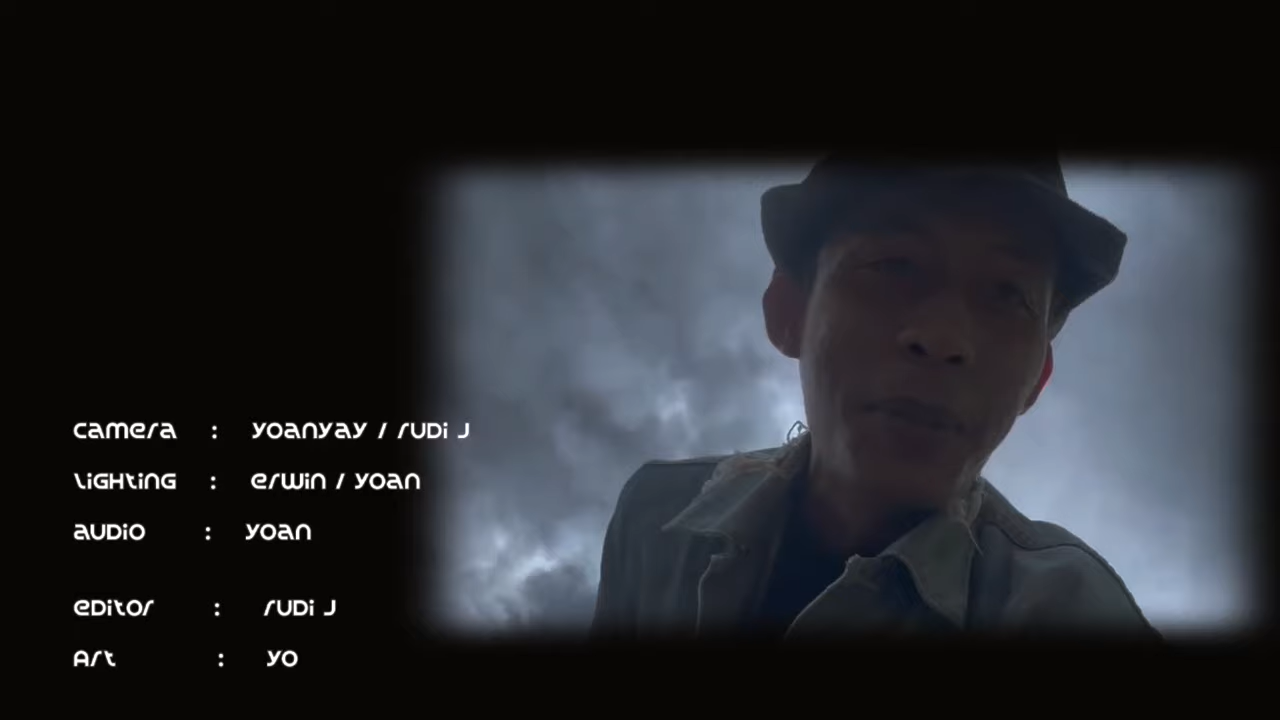 camera : yoanyay / rudi j
lighting : erwin / yoan
audio : yoan
editor : rudi j
Art : yo